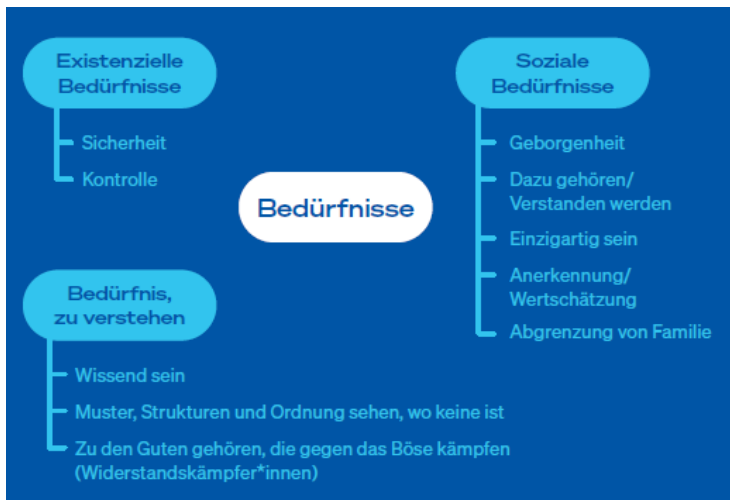 Existenzielle
Bedürfnisse
Sicherheit
Kontrolle
Bedürfnisse
Soziale
Bedürfnisse
Geborgenheit
Dazu gehören/
Verstanden werden
Einzigartig sein
Anerkennung/
Wertschätzung
Abgrenzung von Familie
Bedürfnis,
zu verstehen
Wissend sein
Muster, Strukturen und Ordnung sehen, wo keine ist
Zu den Guten gehören, die gegen das Böse kämpfen
(Widerstandskämpfer*innen)